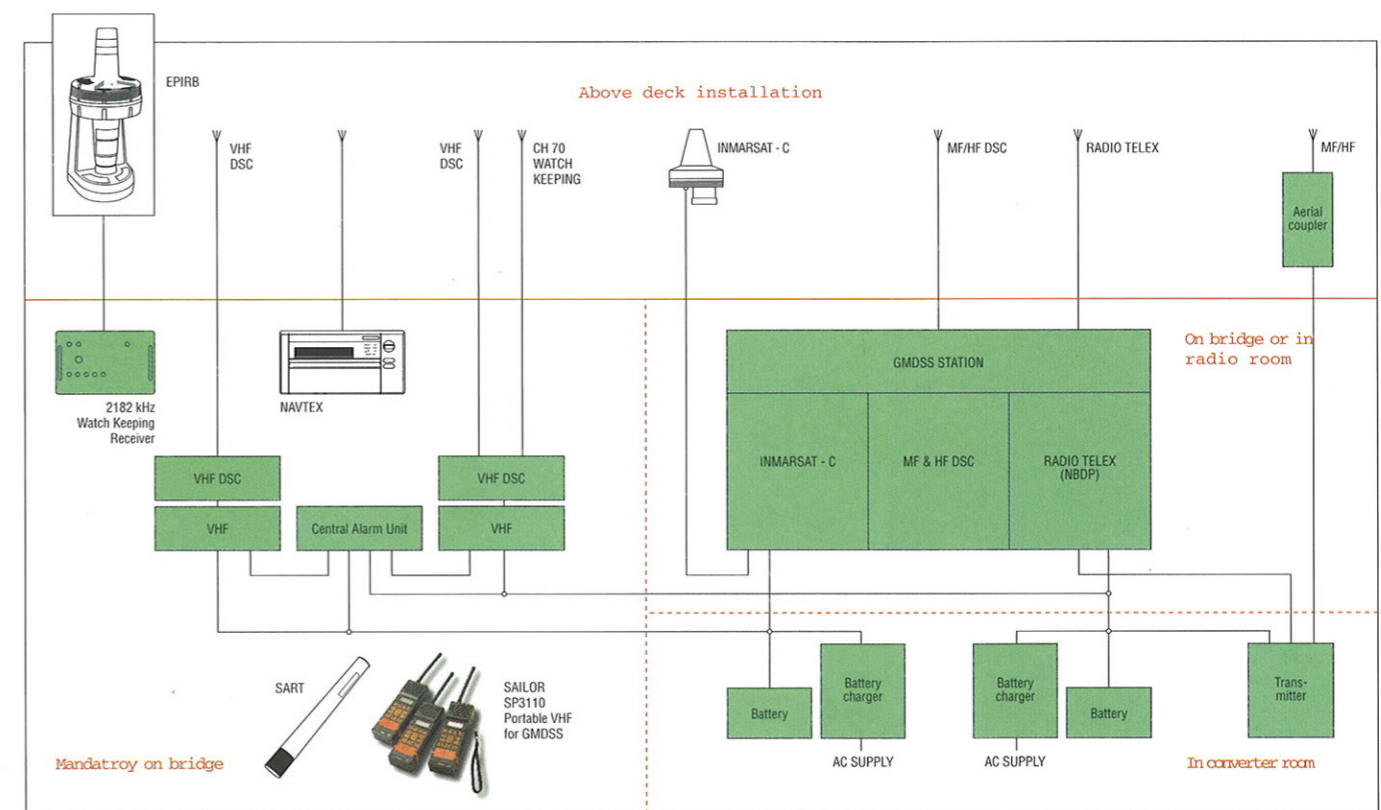 EPIRB
Above deck installation
VHF
DSC
VHF
DSC
CH 70
WATCH
KEEPING
INMARSAT - C
MF/HF DSC
RADIO TELEX
MF/HF
Aerial
coupler
2182 kHz
Watch Keeping
Receiver
NAVTEX
GMDSS STATION
On bridge or in
radio room
INMARSAT - C
MF & HF DSC
RADIO TELEX
(NBDP)
VHF DSC
VHF
Central Alarm Unit
VHF DSC
VHF
SART
SAILOR
SP3110
Portable VHF
for GMDSS
Battery
Battery
charger
AC SUPPLY
Battery
charger
AC SUPPLY
Battery
Trans-
mitter
Mandatroy on bridge
In converter room